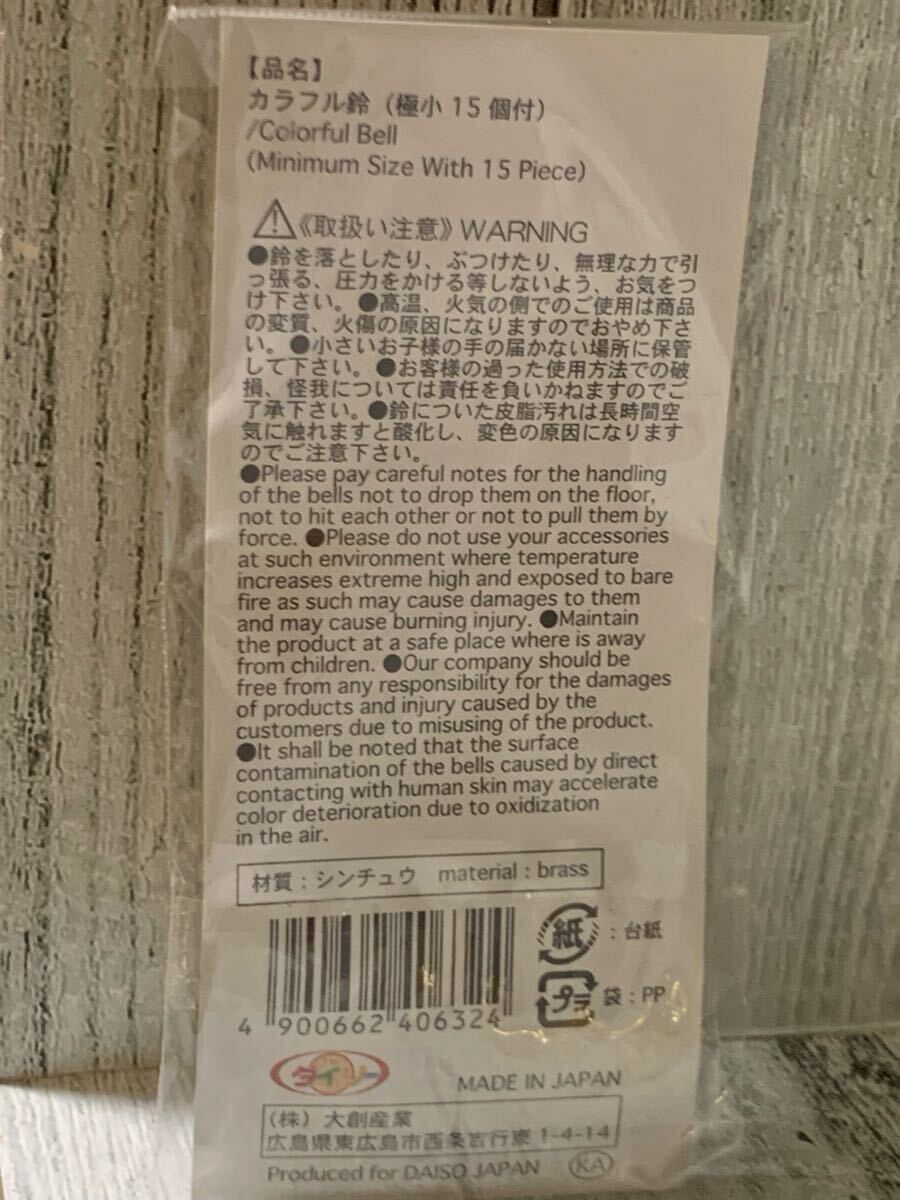 【品名】
カラフル鈴（極小15個付）
/Colorful Bell
(Minimum Size With 15 Piece)
《取扱い注意》WARNING
●鈴を落としたり、ぶつけたり、無理な力で引
っ張る、圧力をかける等しないよう、お気をつ
け下さい。●高温、火気の側でのご使用は商品
の変質、火傷の原因になりますのでおやめ下さ
い。●小さいお子様の手の届かない場所に保管
して下さい。●お客様の過った使用方法での破
損、怪我については責任を負いかねますのでご
了承下さい。●鈴についた皮脂汚れは長時間空
気に触れますと酸化し、変色の原因になります
のでご注意下さい。
●Please pay careful notes for the handling
of the bells not to drop them on the floor,
not to hit each other or not to pull them by
force. ●Please do not use your accessories
at such environment where temperature
increases extreme high and exposed to bare
fire as such may cause damages to them
and may cause burning injury. ●Maintain
the product at a safe place where is away
from children. ●Our company should be
free from any responsibility for the damages
of products and injury caused by the
customers due to misusing of the product.
●It shall be noted that the surface
contamination of the bells caused by direct
contacting with human skin may accelerate
color deterioration due to oxidization
in the air.
材質：シンチュウ material : brass
紙：台紙
プラ 袋：PP
4 900662 406324
ダイソー
MADE IN JAPAN
（株）大創産業
広島県東広島市西条吉行東 1-4-14
Produced for DAISO JAPAN KA